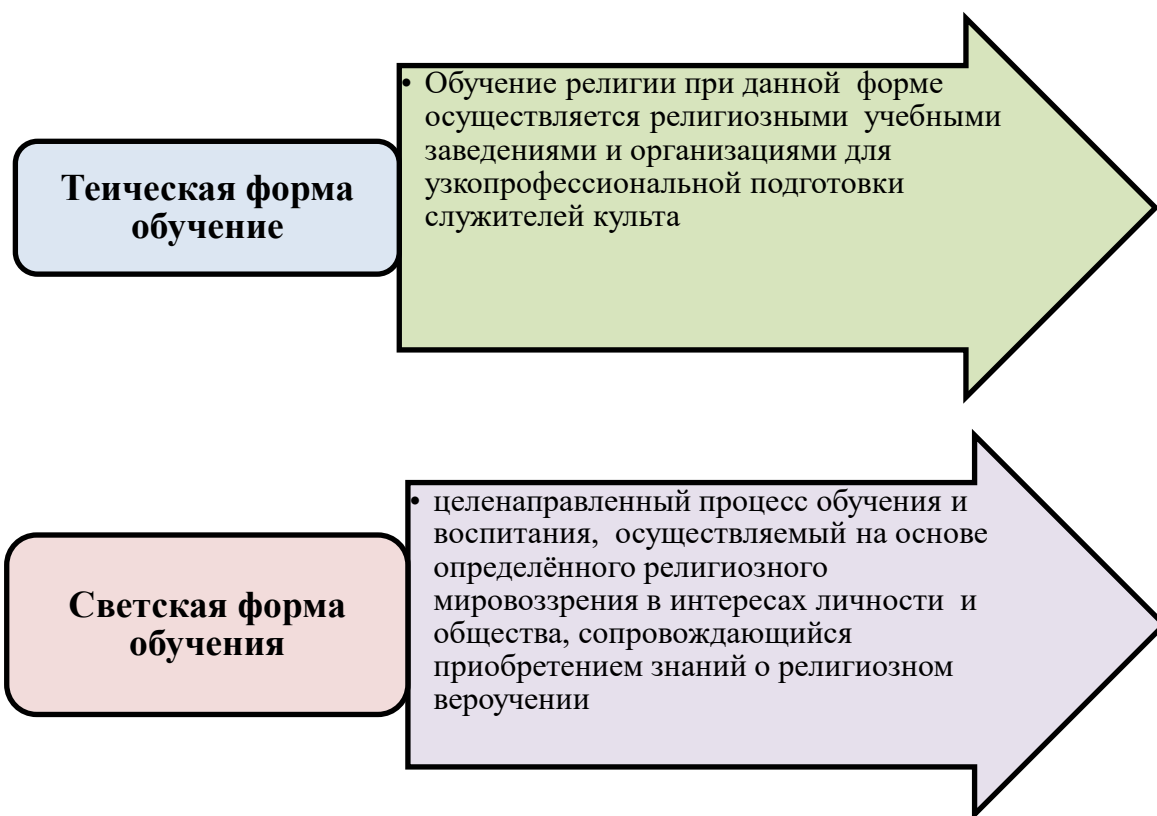 Теическая форма
обучение
• Обучение религии при данной форме
осуществляется религиозными учебными
заведениями и организациями для
узкопрофессиональной подготовки
служителей культа
Светская форма
обучения
• целенаправленный процесс обучения и
воспитания, осуществляемый на основе
определённого религиозного
мировоззрения в интересах личности и
общества, сопровождающийся
приобретением знаний о религиозном
вероучении